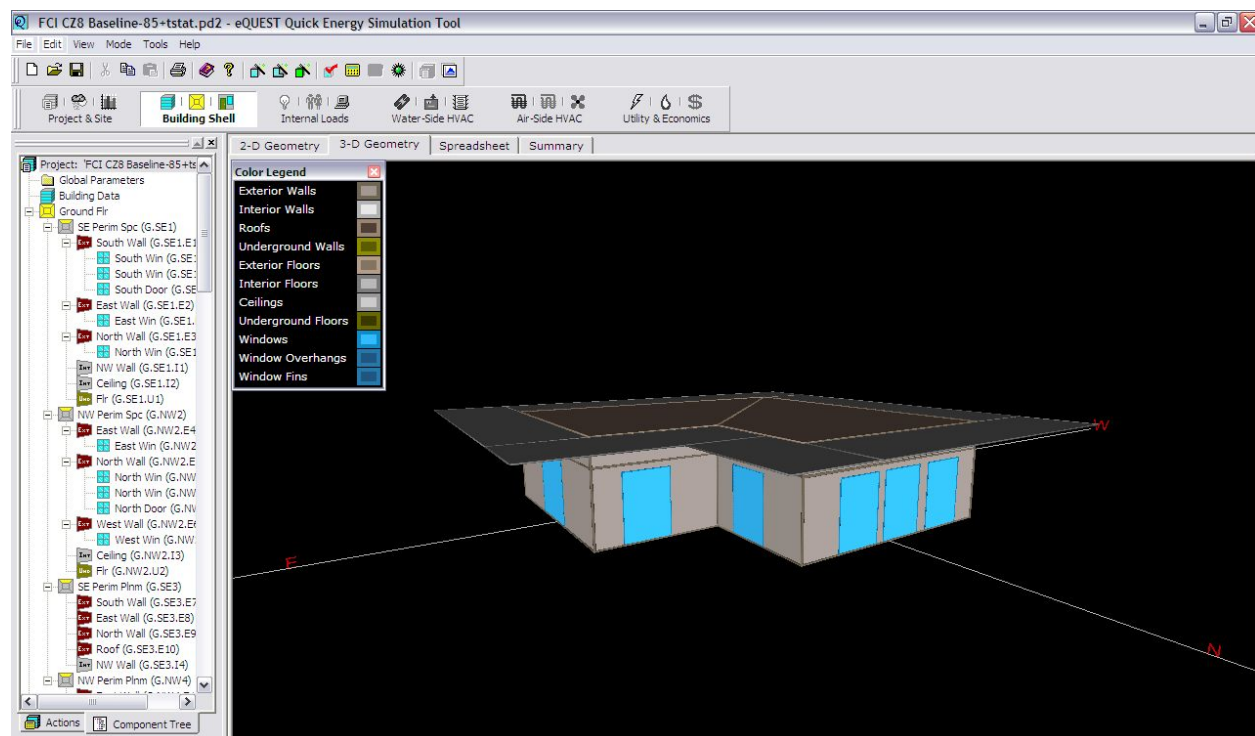 FCI CZ8 Baseline-85+tstat.pd2 - eQUEST Quick Energy Simulation Tool
File Edit View Mode Tools Help
Project & Site Building Shell Internal Loads Water-Side HVAC Air-Side HVAC Utility & Economics
2-D Geometry 3-D Geometry Spreadsheet Summary
Project: 'FCI CZ8 Baseline-85+ts
Global Parameters
Building Data
Ground Flr
SE Perim Spc (G.SE1)
South Wall (G.SE1.E1
South Win (G.SE1
South Win (G.SE1
South Door (G.SE
East Wall (G.SE1.E2)
East Win (G.SE1.
North Wall (G.SE1.E3
North Win (G.SE1
NW Wall (G.SE1.I1)
Ceiling (G.SE1.I2)
Flr (G.SE1.U1)
NW Perim Spc (G.NW2)
East Wall (G.NW2.E4
East Win (G.NW2
North Wall (G.NW2.E
North Win (G.NW
North Win (G.NW
North Door (G.NW
West Wall (G.NW2.E6
West Win (G.NW
Ceiling (G.NW2.I3)
Flr (G.NW2.U2)
SE Perim Plnm (G.SE3)
South Wall (G.SE3.E7
East Wall (G.SE3.E8)
North Wall (G.SE3.E9
Roof (G.SE3.E10)
NW Wall (G.SE3.I4)
NW Perim Plnm (G.NW4)
Actions Component Tree
Color Legend
Exterior Walls
Interior Walls
Roofs
Underground Walls
Exterior Floors
Interior Floors
Ceilings
Underground Floors
Windows
Window Overhangs
Window Fins
W
E
N